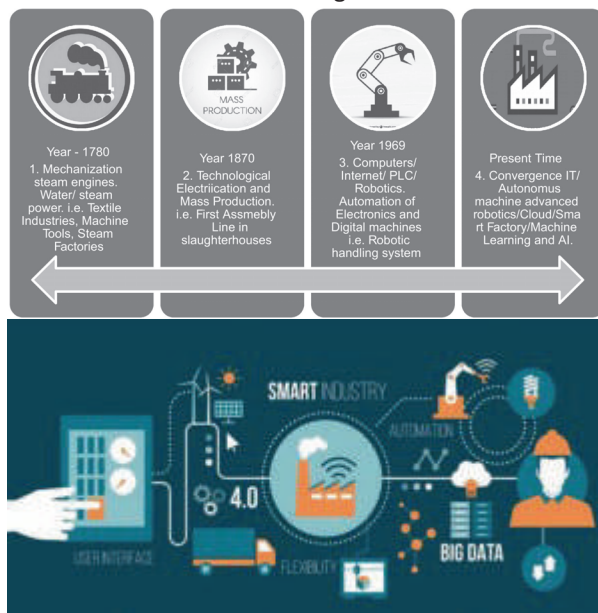 MASS
PRODUCTION
Year - 1780
1. Mechanization
steam engines.
Water/ steam
power. i.e. Textile
Industries, Machine
Tools, Steam
Factories
Year 1870
2. Technological
Electriication and
Mass Production.
i.e. First Assmebly
Line in
slaughterhouses
Year 1969
3. Computers/
Internet/ PLC/
Robotics.
Automation of
Electronics and
Digital machines
i.e. Robotic
handling system
Present Time
4. Convergence IT/
Autonomus
machine advanced
robotics/Cloud/Sma
rt Factory/Machine
Learning and AI.
SMART INDUSTRY
AUTOMATION
4.0
USER INTERFACE
FLEXIBILITY
BIG DATA